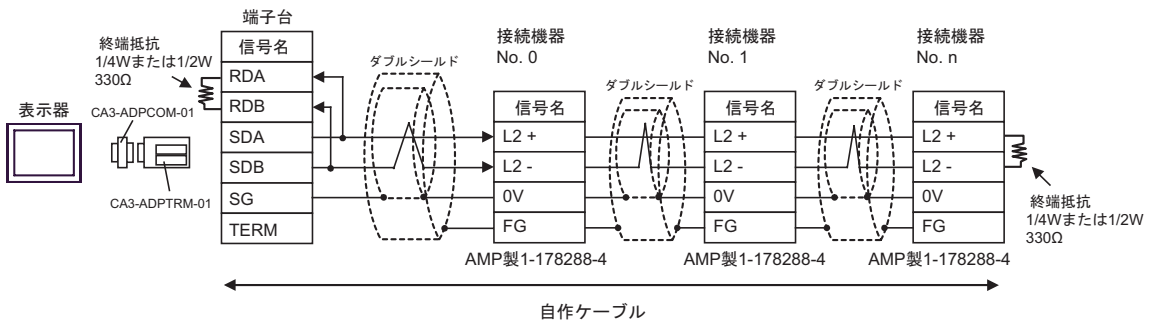 端子台
信号名
RDA
RDB
SDA
SDB
SG
TERM
終端抵抗
1/4Wまたは1/2W
330Ω
表示器
CA3-ADPCOM-01
CA3-ADPTRM-01
ダブルシールド
接続機器
No. 0
信号名
L2 +
L2 -
0V
FG
AMP製1-178288-4
ダブルシールド
接続機器
No. 1
信号名
L2 +
L2 -
0V
FG
AMP製1-178288-4
ダブルシールド
接続機器
No. n
信号名
L2 +
L2 -
0V
FG
AMP製1-178288-4
終端抵抗
1/4Wまたは1/2W
330Ω
自作ケーブル